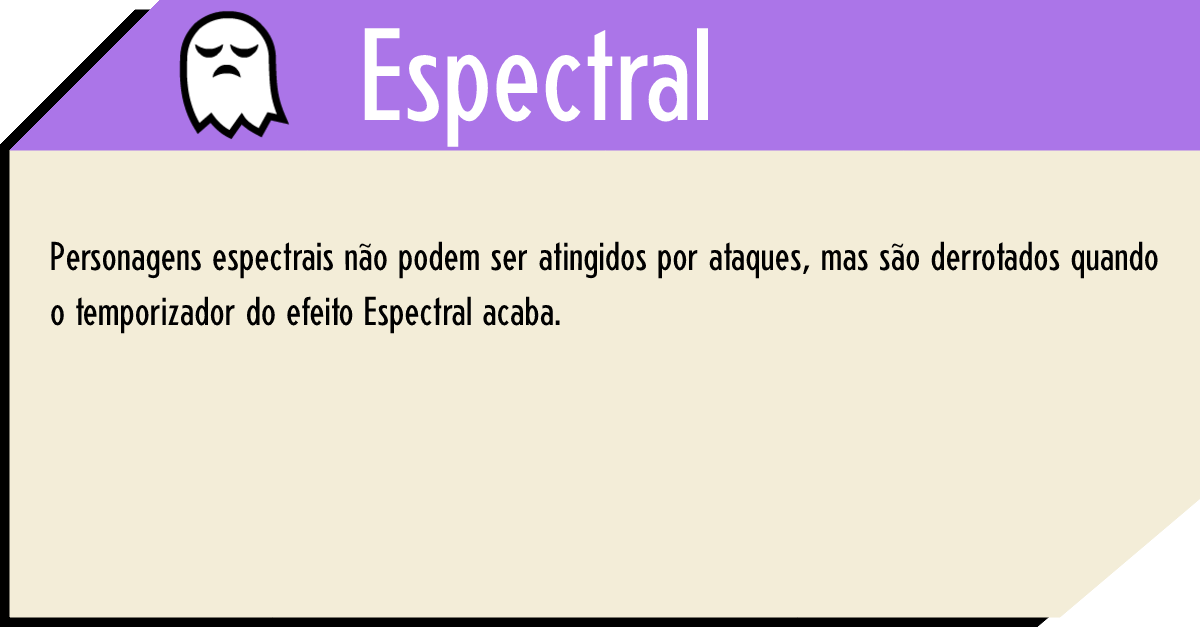 Espectral
Personagens espectrais não podem ser atingidos por ataques, mas são derrotados quando
o temporizador do efeito Espectral acaba.